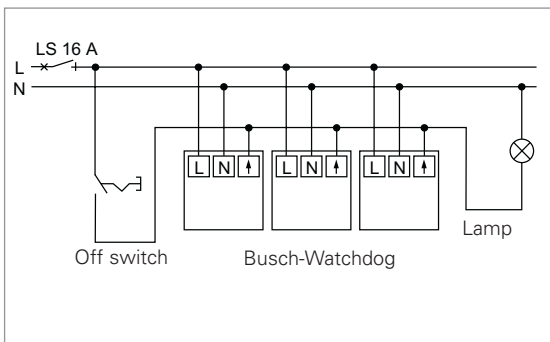 LS 16 A
L
N
L N ↑ L N ↑ L N ↑
Lamp
Off switch Busch-Watchdog